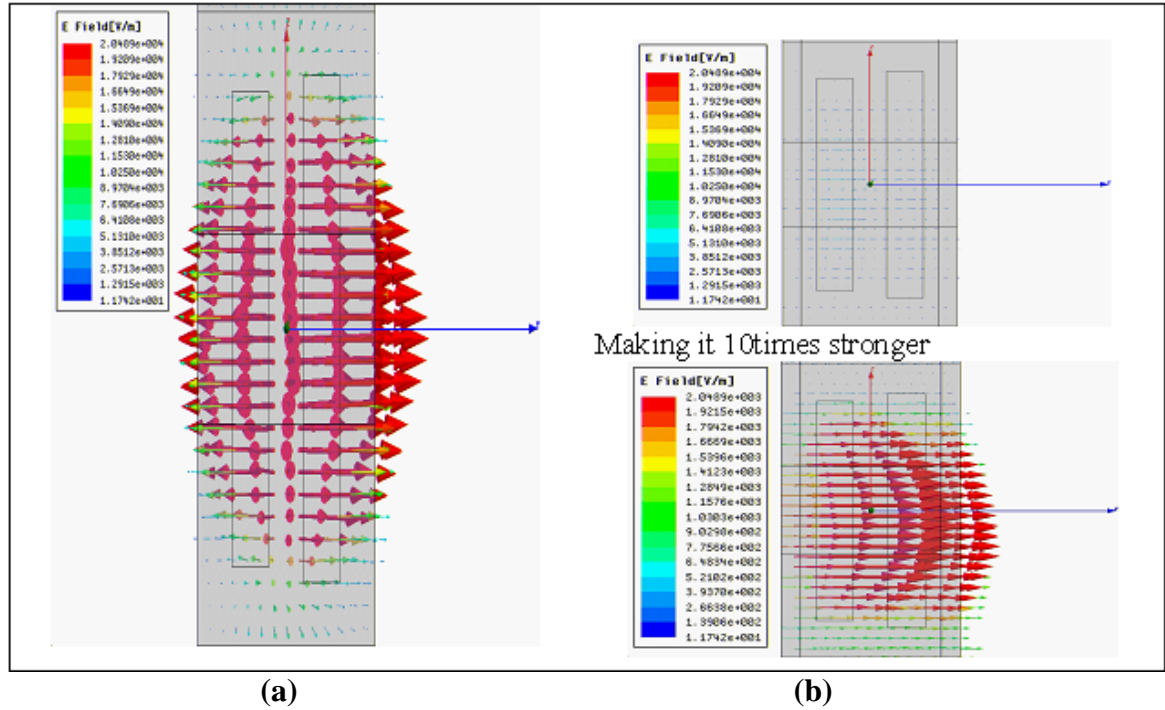 E Field[V/m]
2.0489e+004
1.9209e+004
1.7929e+004
1.6649e+004
1.5369e+004
1.4090e+004
1.2810e+004
1.1530e+004
1.0250e+004
8.9704e+003
7.6906e+003
6.4108e+003
5.1310e+003
3.8512e+003
2.5713e+003
1.2915e+003
1.1742e+001
E Field[V/m]
2.0489e+004
1.9209e+004
1.7929e+004
1.6649e+004
1.5369e+004
1.4090e+004
1.2810e+004
1.1530e+004
1.0250e+004
8.9704e+003
7.6906e+003
6.4108e+003
5.1310e+003
3.8512e+003
2.5713e+003
1.2915e+003
1.1742e+001
Making it 10times stronger
E Field[V/m]
2.0489e+003
1.9215e+003
1.7942e+003
1.6669e+003
1.5396e+003
1.4123e+003
1.2849e+003
1.1576e+003
1.0303e+003
9.0298e+002
7.7566e+002
6.4834e+002
5.2102e+002
3.9370e+002
2.6638e+002
1.3906e+002
1.1742e+001
(a)
(b)